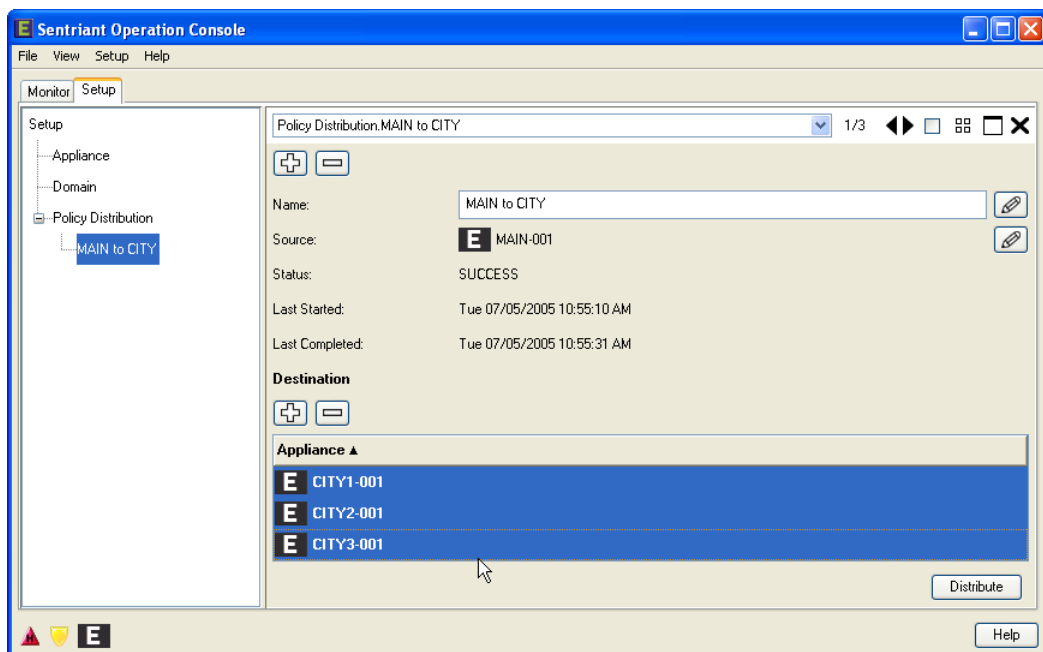 E Sentriant Operation Console
File View Setup Help
Monitor Setup
Setup
Appliance
Domain
Policy Distribution
MAIN to CITY
Policy Distribution.MAIN to CITY 1/3
Name: MAIN to CITY
Source: E MAIN-001
Status: SUCCESS
Last Started: Tue 07/05/2005 10:55:10 AM
Last Completed: Tue 07/05/2005 10:55:31 AM
Destination
Appliance
E CITY1-001
E CITY2-001
E CITY3-001
Distribute
H E Help